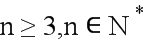 n ≥ 3,n ∈ N*